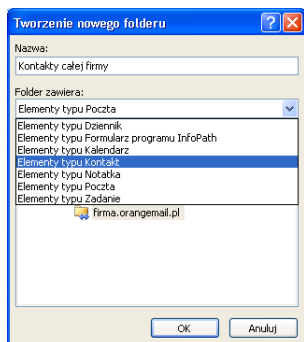 Tworzenie nowego folderu
Nazwa:
Kontakty całej firmy
Folder zawiera:
Elementy typu Poczta
Elementy typu Dziennik
Elementy typu Formularz programu InfoPath
Elementy typu Kalendarz
Elementy typu Kontakt
Elementy typu Notatka
Elementy typu Poczta
Elementy typu Zadanie
firma.orangemail.pl
OK Anuluj